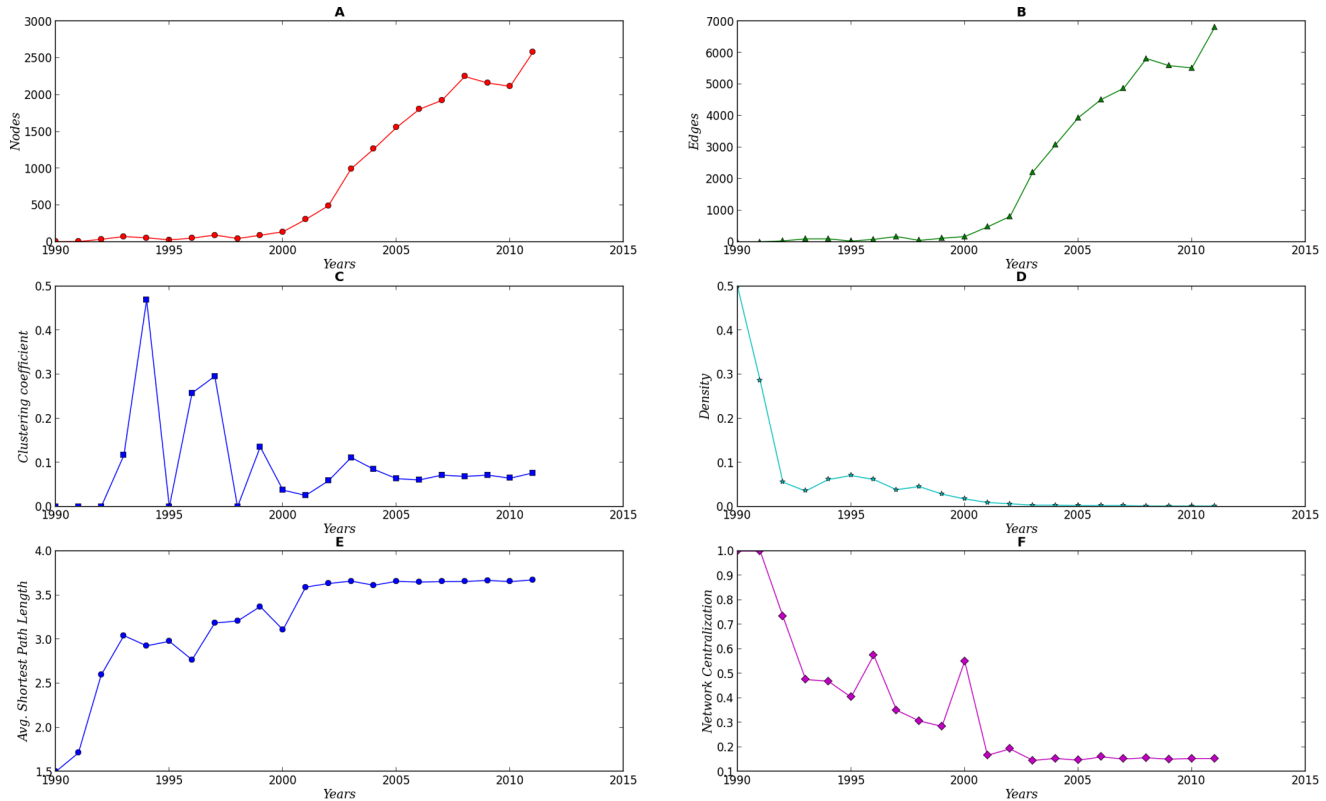 A
3000
2500
2000
1500
1000
500
0
Nodes
1990 1995 2000 2005 2010 2015
Years
B
7000
6000
5000
4000
3000
2000
1000
0
Edges
1990 1995 2000 2005 2010 2015
Years
C
0.5
0.4
0.3
0.2
0.1
0.0
Clustering coefficient
1990 1995 2000 2005 2010 2015
Years
D
0.5
0.4
0.3
0.2
0.1
0.0
Density
1990 1995 2000 2005 2010 2015
Years
E
4.0
3.5
3.0
2.5
2.0
1.5
Avg. Shortest Path Length
1990 1995 2000 2005 2010 2015
Years
F
1.0
0.9
0.8
0.7
0.6
0.5
0.4
0.3
0.2
0.1
Network Centralization
1990 1995 2000 2005 2010 2015
Years